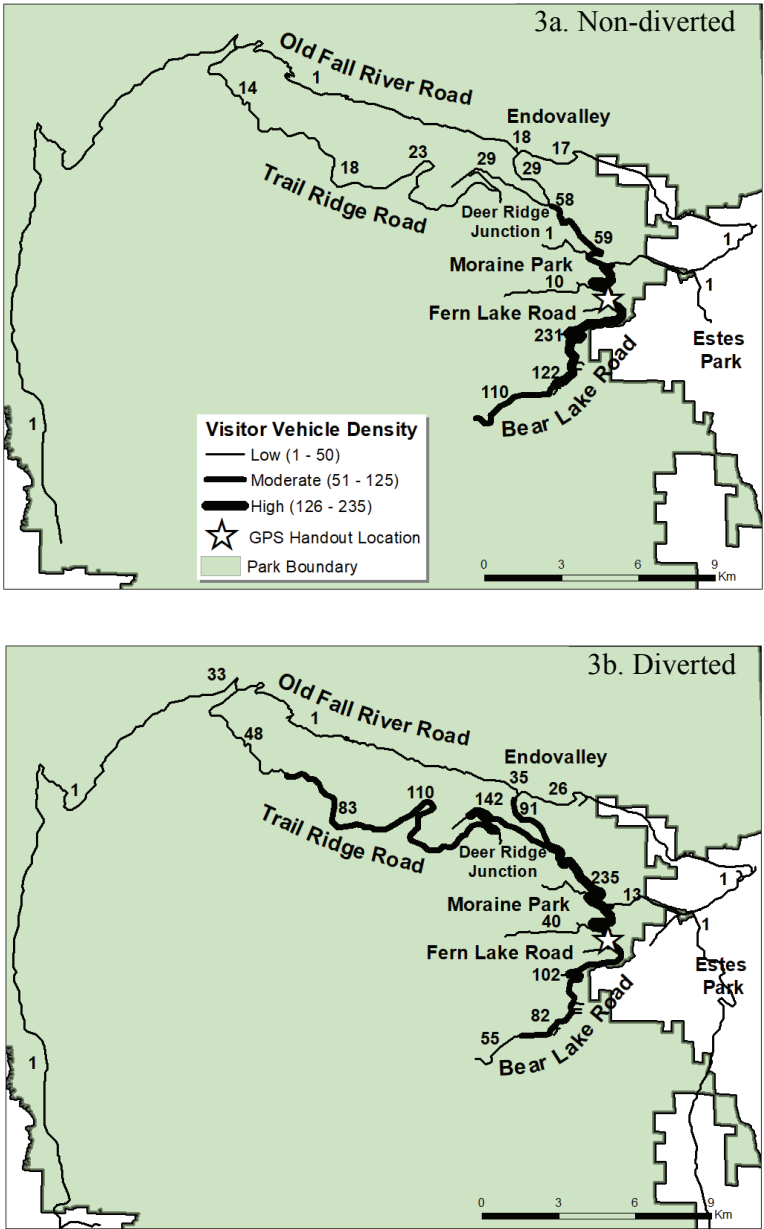 3a. Non-diverted
Old Fall River Road
1
14
Endovalley
18
17
23
29
29
18
Trail Ridge Road
58
Deer Ridge
Junction
1
59
1
Moraine Park
10
1
Fern Lake Road
231
Estes
Park
122
110
Bear Lake Road
1
Visitor Vehicle Density
Low (1 - 50)
Moderate (51 - 125)
High (126 - 235)
GPS Handout Location
Park Boundary
0 3 6 9
Km
3b. Diverted
33
Old Fall River Road
1
48
Endovalley
35
26
1
110
142
91
83
Trail Ridge Road
Deer Ridge
Junction
235
1
Moraine Park
13
40
1
Fern Lake Road
102
Estes
Park
82
55
Bear Lake Road
1
0 3 6 9
Km